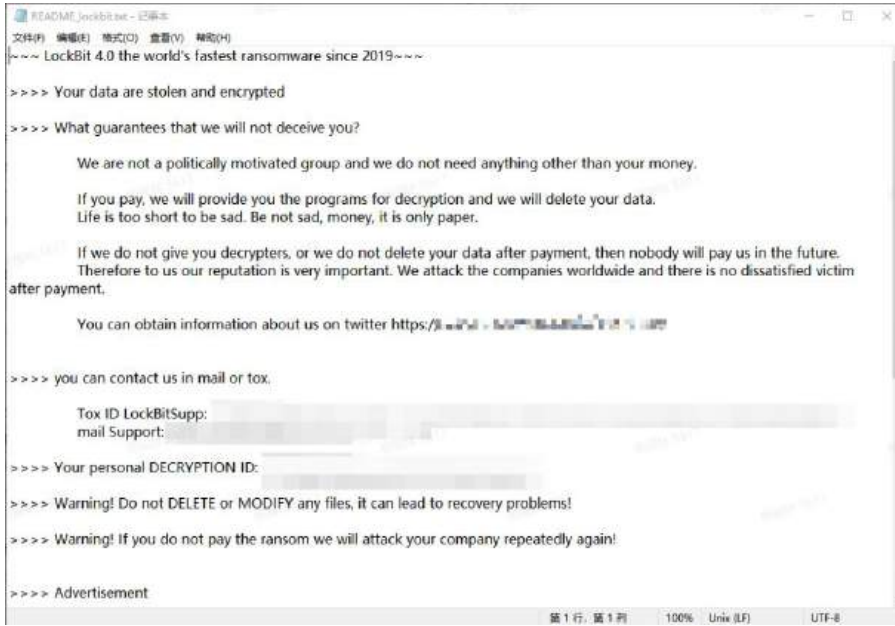 README_lockbit.txt - 记事本
文件(F) 编辑(E) 格式(O) 查看(V) 帮助(H)
~~~ LockBit 4.0 the world's fastest ransomware since 2019~~~
>>>> Your data are stolen and encrypted
>>>> What guarantees that we will not deceive you?
We are not a politically motivated group and we do not need anything other than your money.
If you pay, we will provide you the programs for decryption and we will delete your data.
Life is too short to be sad. Be not sad, money, it is only paper.
If we do not give you decrypters, or we do not delete your data after payment, then nobody will pay us in the future.
Therefore to us our reputation is very important. We attack the companies worldwide and there is no dissatisfied victim
after payment.
You can obtain information about us on twitter https:/
>>>> you can contact us in mail or tox.
Tox ID LockBitSupp:
mail Support:
>>>> Your personal DECRYPTION ID:
>>>> Warning! Do not DELETE or MODIFY any files, it can lead to recovery problems!
>>>> Warning! If you do not pay the ransom we will attack your company repeatedly again!
>>>> Advertisement
第 1 行, 第 1 列 100% Unix (LF) UTF-8